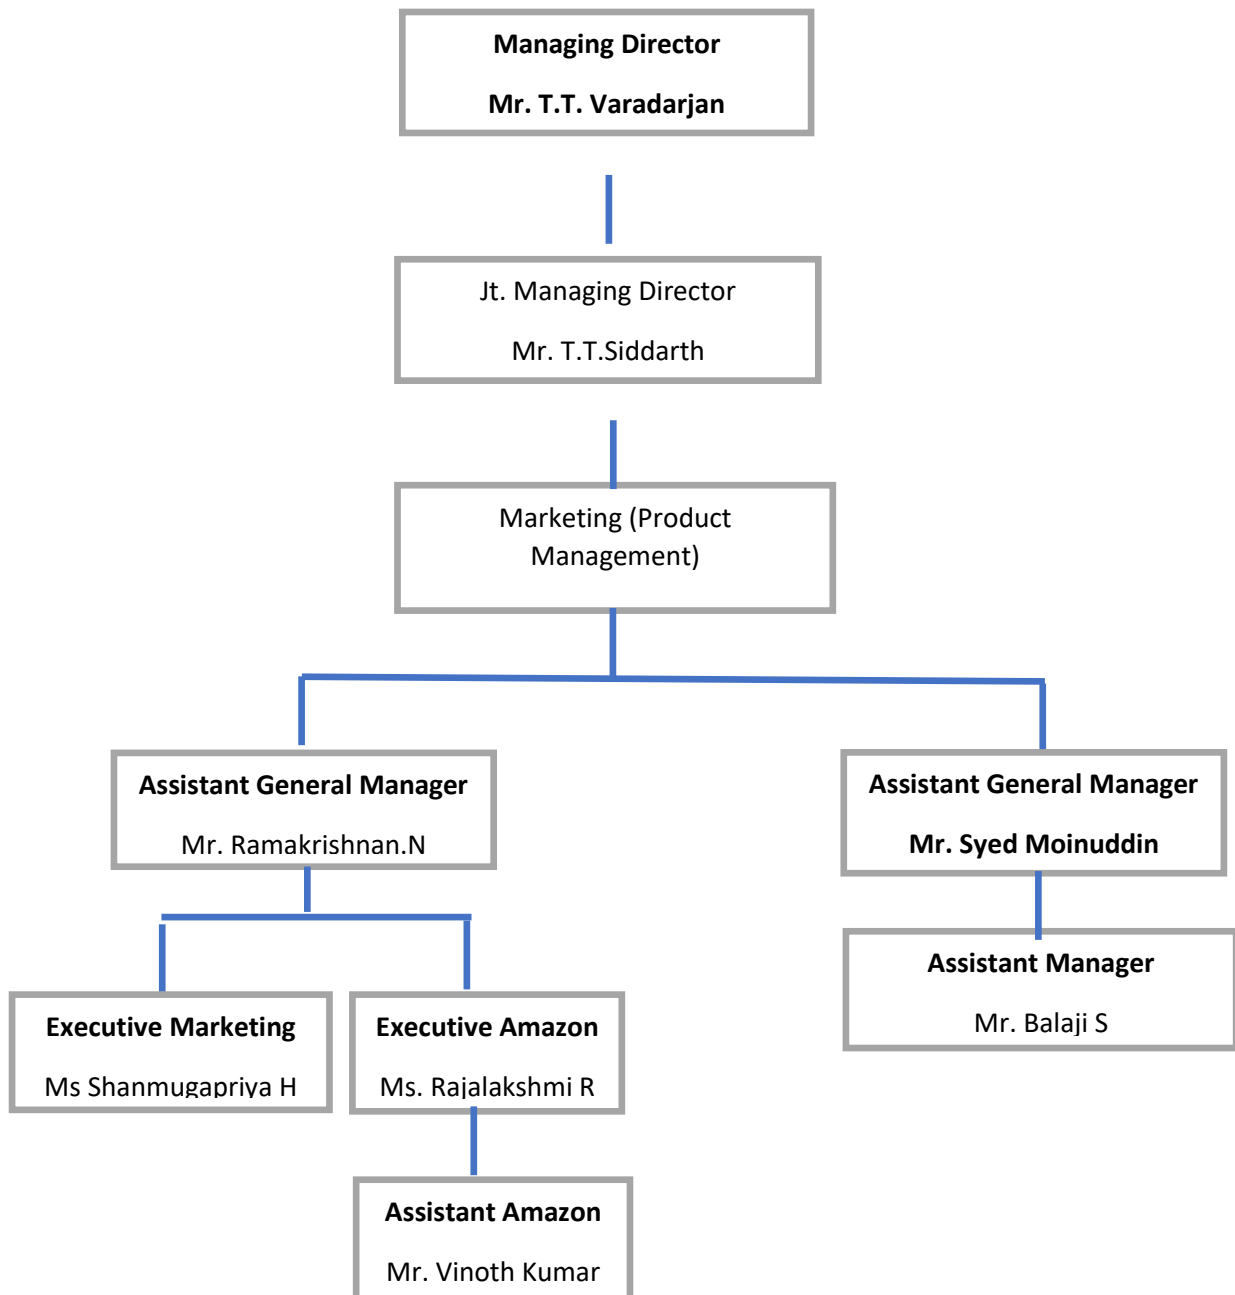 Managing Director
Mr. T.T. Varadarjan
Jt. Managing Director
Mr. T.T.Siddarth
Marketing (Product
Management)
Assistant General Manager
Mr. Ramakrishnan.N
Assistant General Manager
Mr. Syed Moinuddin
Executive Marketing
Ms Shanmugapriya H
Executive Amazon
Ms. Rajalakshmi R
Assistant Manager
Mr. Balaji S
Assistant Amazon
Mr. Vinoth Kumar